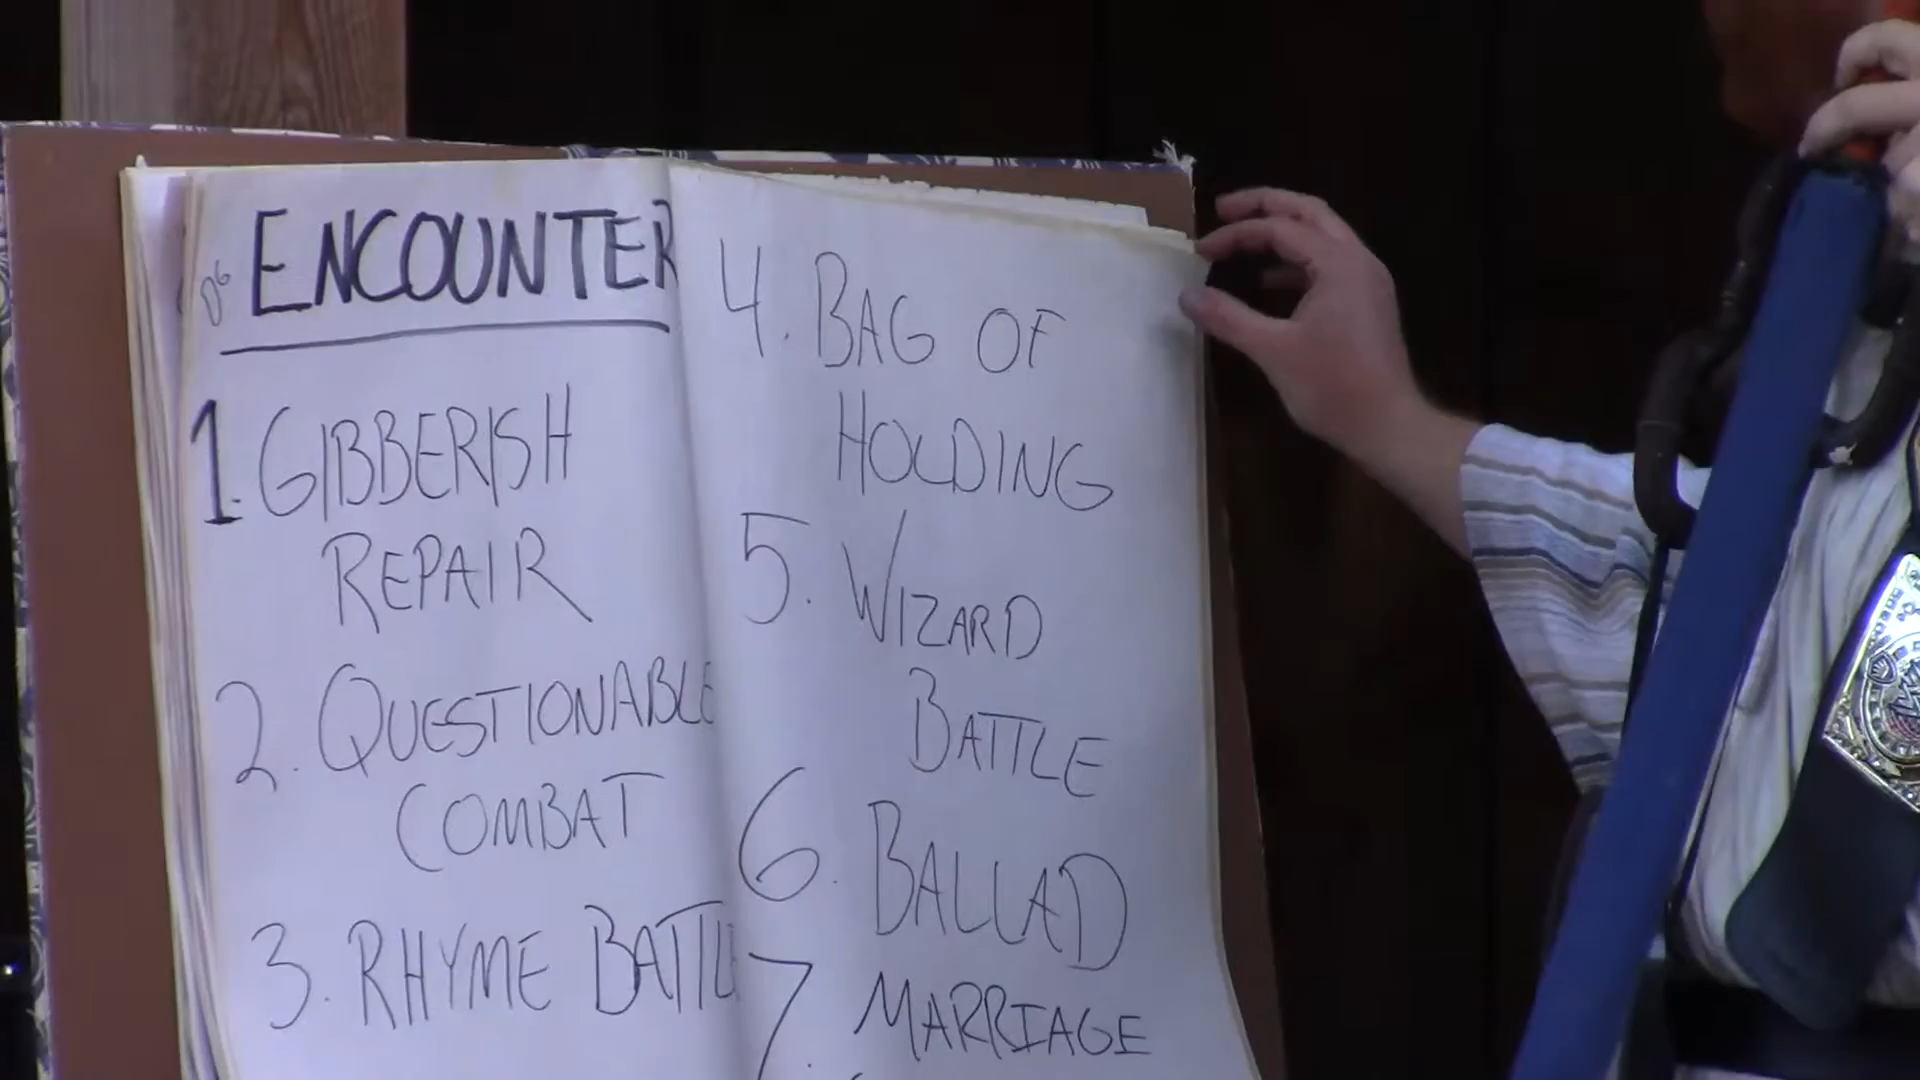 D6 ENCOUNTER
1. GIBBERISH
REPAIR
2. QUESTIONABLE
COMBAT
3. RHYME BATTLE
4. BAG OF
HOLDING
5. WIZARD
BATTLE
6. BALLAD
7. MARRIAGE